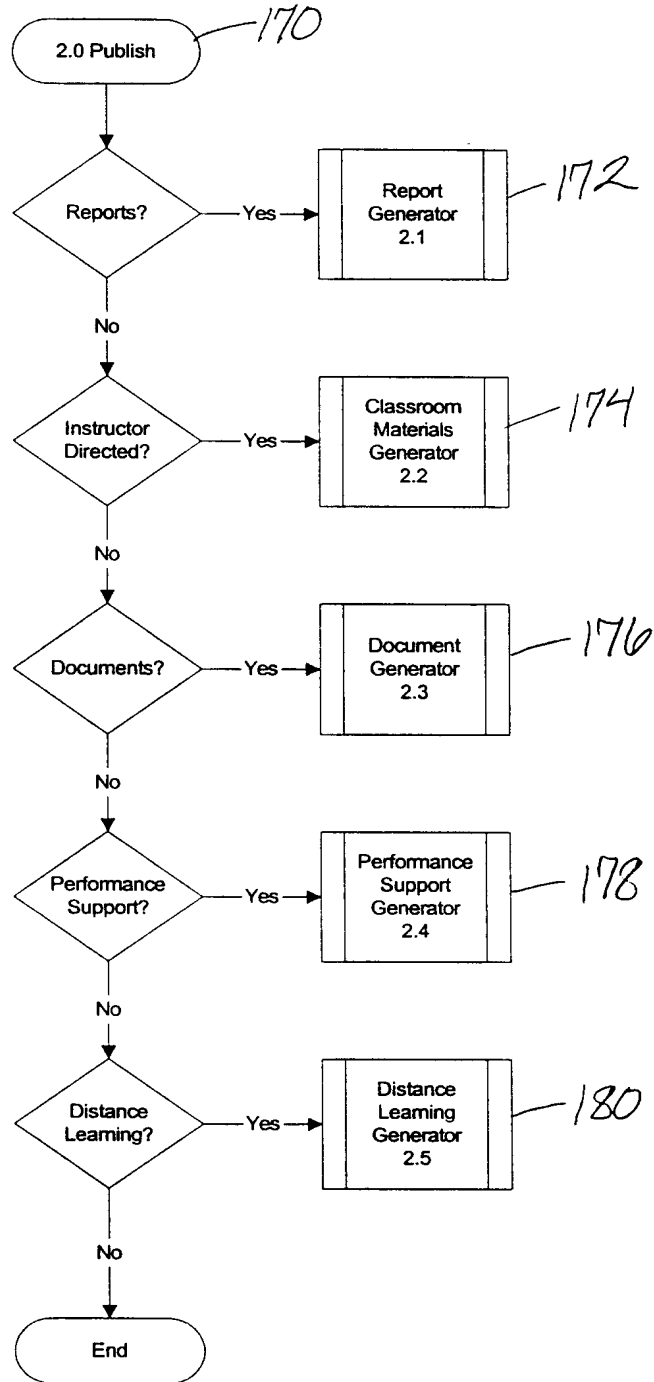 2.0 Publish
170
Reports?
Yes
Report
Generator
2.1
172
No
Instructor
Directed?
Yes
Classroom
Materials
Generator
2.2
174
No
Documents?
Yes
Document
Generator
2.3
176
No
Performance
Support?
Yes
Performance
Support
Generator
2.4
178
No
Distance
Learning?
Yes
Distance
Learning
Generator
2.5
180
No
End